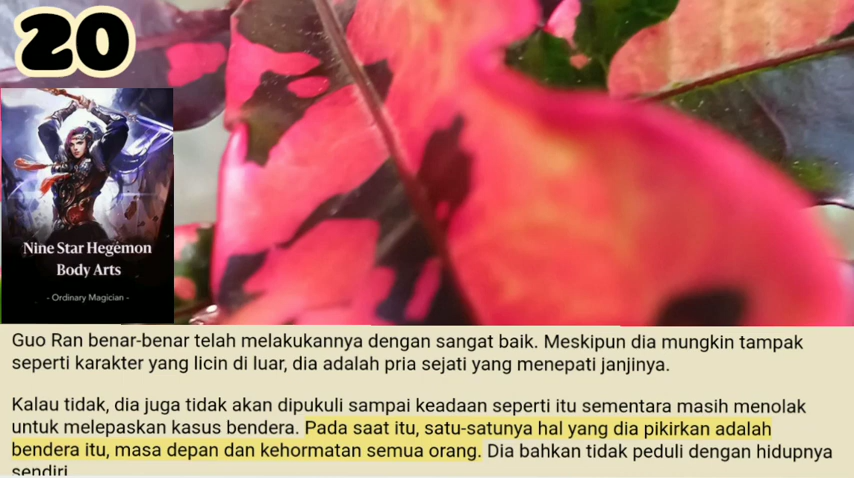 20
Nine Star Hegemon
Body Arts
- Ordinary Magician -
Guo Ran benar-benar telah melakukannya dengan sangat baik. Meskipun dia mungkin tampak
seperti karakter yang licin di luar, dia adalah pria sejati yang menepati janjinya.
Kalau tidak, dia juga tidak akan dipukuli sampai keadaan seperti itu sementara masih menolak
untuk melepaskan kasus bendera. Pada saat itu, satu-satunya hal yang dia pikirkan adalah
bendera itu, masa depan dan kehormatan semua orang. Dia bahkan tidak peduli dengan hidupnya
sendiri